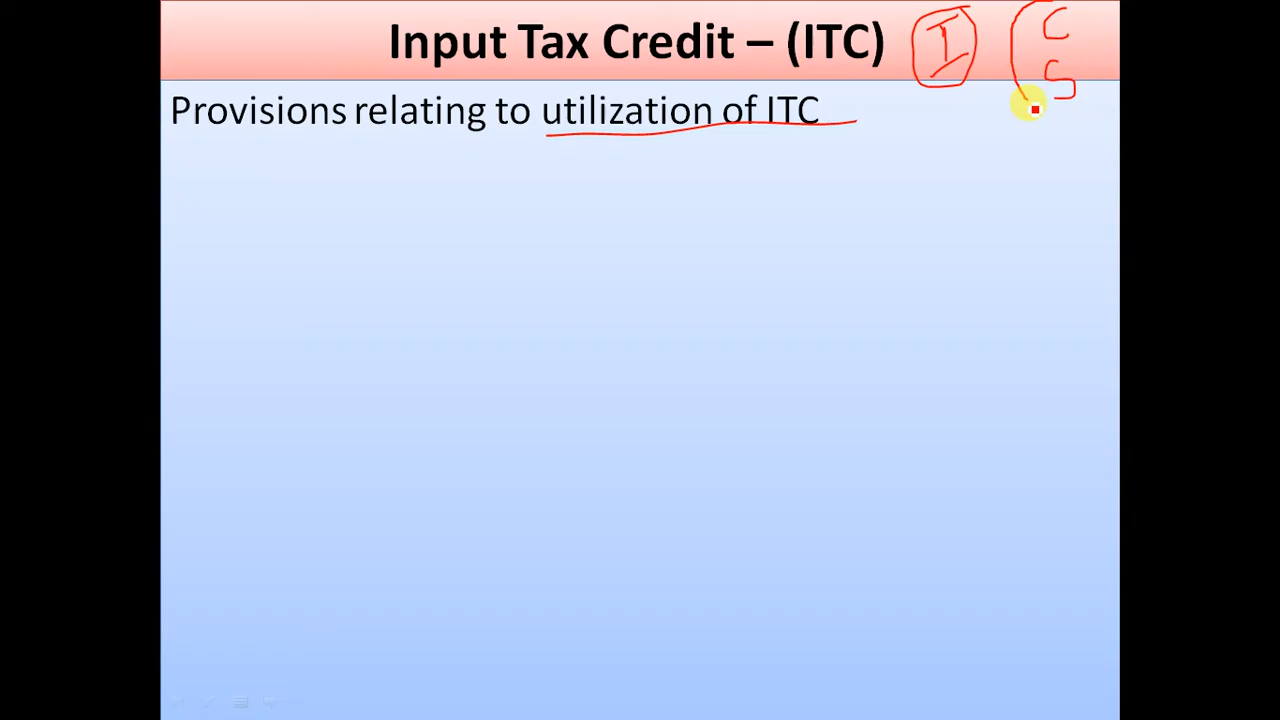 Input Tax Credit – (ITC) I C
S
Provisions relating to utilization of ITC